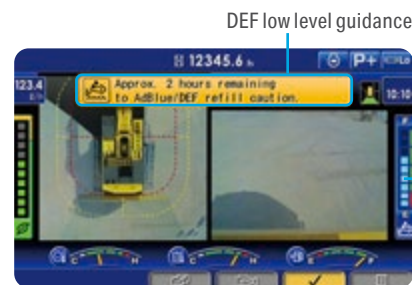 DEF low level guidance
12345.6 h
P+
Lo
123.4
Approx. 2 hours remaining
to AdBlue/DEF refill caution.
10:10
F
C H C H F